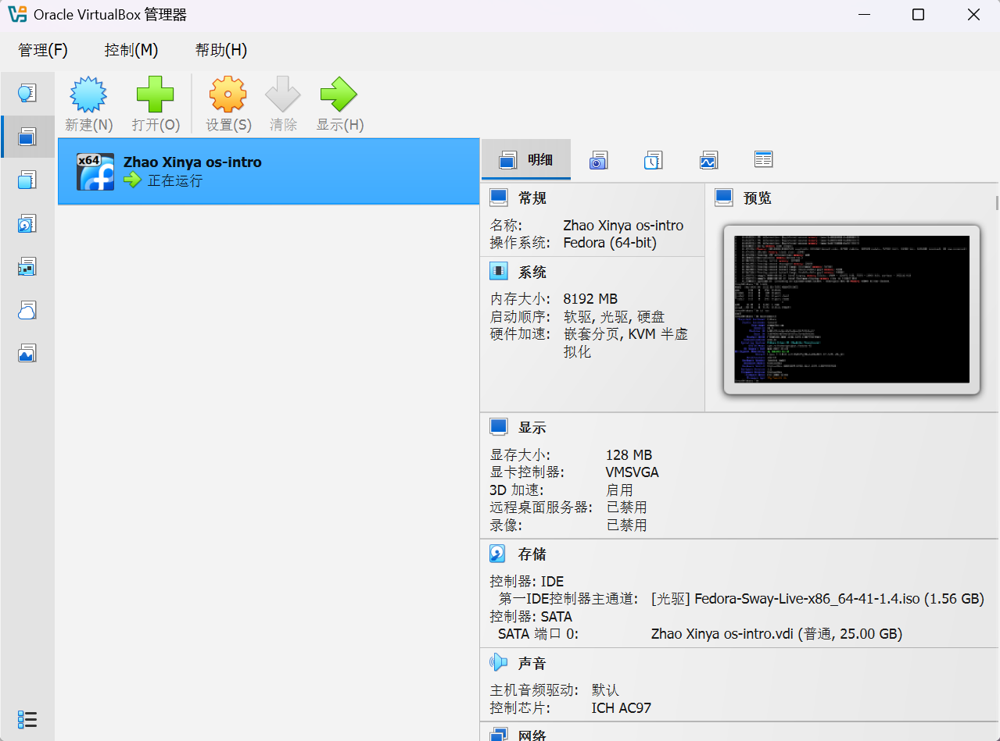 Oracle VirtualBox 管理器
管理(F) 控制(M) 帮助(H)
新建(N) 打开(O) 设置(S) 清除 显示(H)
x64
Zhao Xinya os-intro
正在运行
明细
常规
名称: Zhao Xinya os-intro
操作系统: Fedora (64-bit)
预览
系统
内存大小: 8192 MB
启动顺序: 软驱, 光驱, 硬盘
硬件加速: 嵌套分页, KVM 半虚
拟化
显示
显存大小: 128 MB
显卡控制器: VMSVGA
3D 加速: 启用
远程桌面服务器: 已禁用
录像: 已禁用
存储
控制器: IDE
第一IDE控制器主通道: [光驱] Fedora-Sway-Live-x86_64-41-1.4.iso (1.56 GB)
控制器: SATA
SATA 端口 0: Zhao Xinya os-intro.vdi (普通, 25.00 GB)
声音
主机音频驱动: 默认
控制芯片: ICH AC97
网络